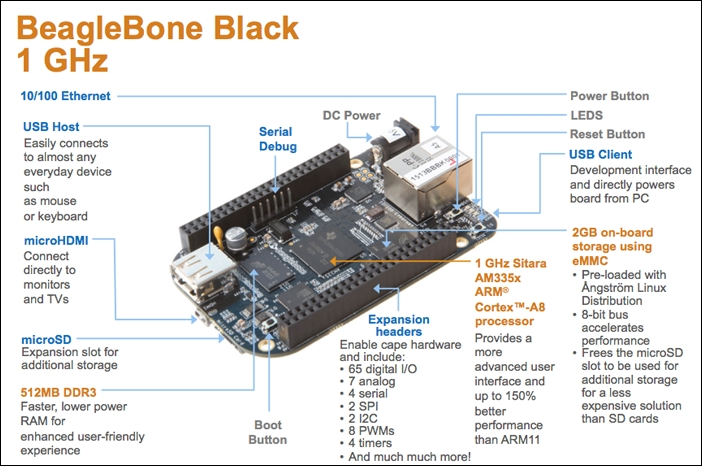 BeagleBone Black
1 GHz
10/100 Ethernet
USB Host
Easily connects
to almost any
everyday device
such
as mouse
or keyboard
microHDMI
Connect
directly to
monitors
and TVs
microSD
Expansion slot for
additional storage
512MB DDR3
Faster, lower power
RAM for
enhanced user-friendly
experience
Serial
Debug
DC Power
Boot
Button
Expansion
headers
Enable cape hardware
and include:
• 65 digital I/O
• 7 analog
• 4 serial
• 2 SPI
• 2 I2C
• 8 PWMs
• 4 timers
• And much much more!
1 GHz Sitara
AM335x
ARM®
Cortex™-A8
processor
Provides a
more
advanced user
interface and
up to 150%
better
performance
than ARM11
Power Button
LEDS
Reset Button
USB Client
Development interface
and directly powers
board from PC
2GB on-board
storage using
eMMC
• Pre-loaded with
Ångström Linux
Distribution
• 8-bit bus
accelerates
performance
• Frees the microSD
slot to be used for
additional storage
for a less
expensive solution
than SD cards